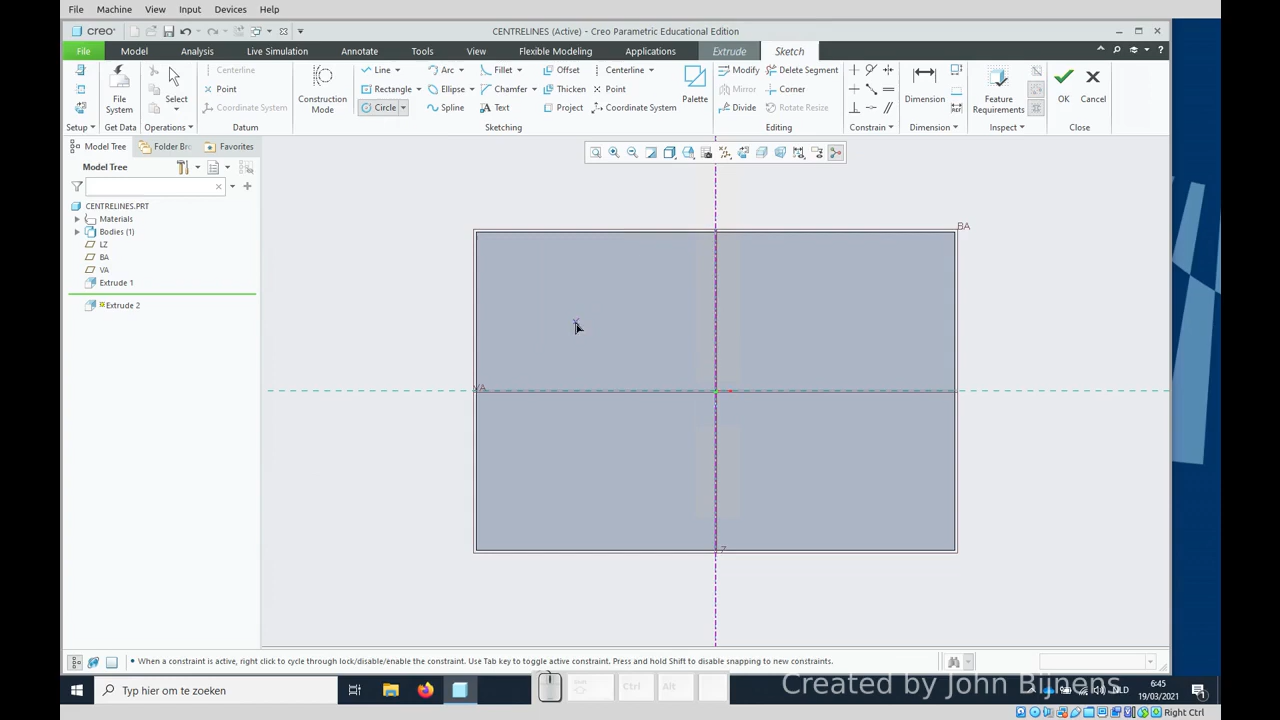 File Machine View Input Devices Help
creo® CENTRELINES (Active) - Creo Parametric Educational Edition
File Model Analysis Live Simulation Annotate Tools View Flexible Modeling Applications Extrude Sketch
Centerline Line Arc Fillet Offset Centerline Modify Delete Segment
Point Rectangle Ellipse Chamfer Thicken Point Mirror Corner
Coordinate System Circle Spline Text Project Coordinate System Divide Rotate Resize
File System Select Construction Mode Palette Dimension Feature Requirements OK Cancel
Setup Get Data Operations Datum Sketching Editing Constrain Dimension Inspect Close
Model Tree Folder Br Favorites
Model Tree
CENTRELINES.PRT
Materials
Bodies (1)
LZ
BA
VA
Extrude 1
Extrude 2
BA
VA
• When a constraint is active, right click to cycle through lock/disable/enable the constraint. Use Tab key to toggle active constraint. Press and hold Shift to disable snapping to new constraints.
Typ hier om te zoeken
Ctrl Alt
Created by John Bijnens
NLD
6:45
19/03/2021
Right Ctrl